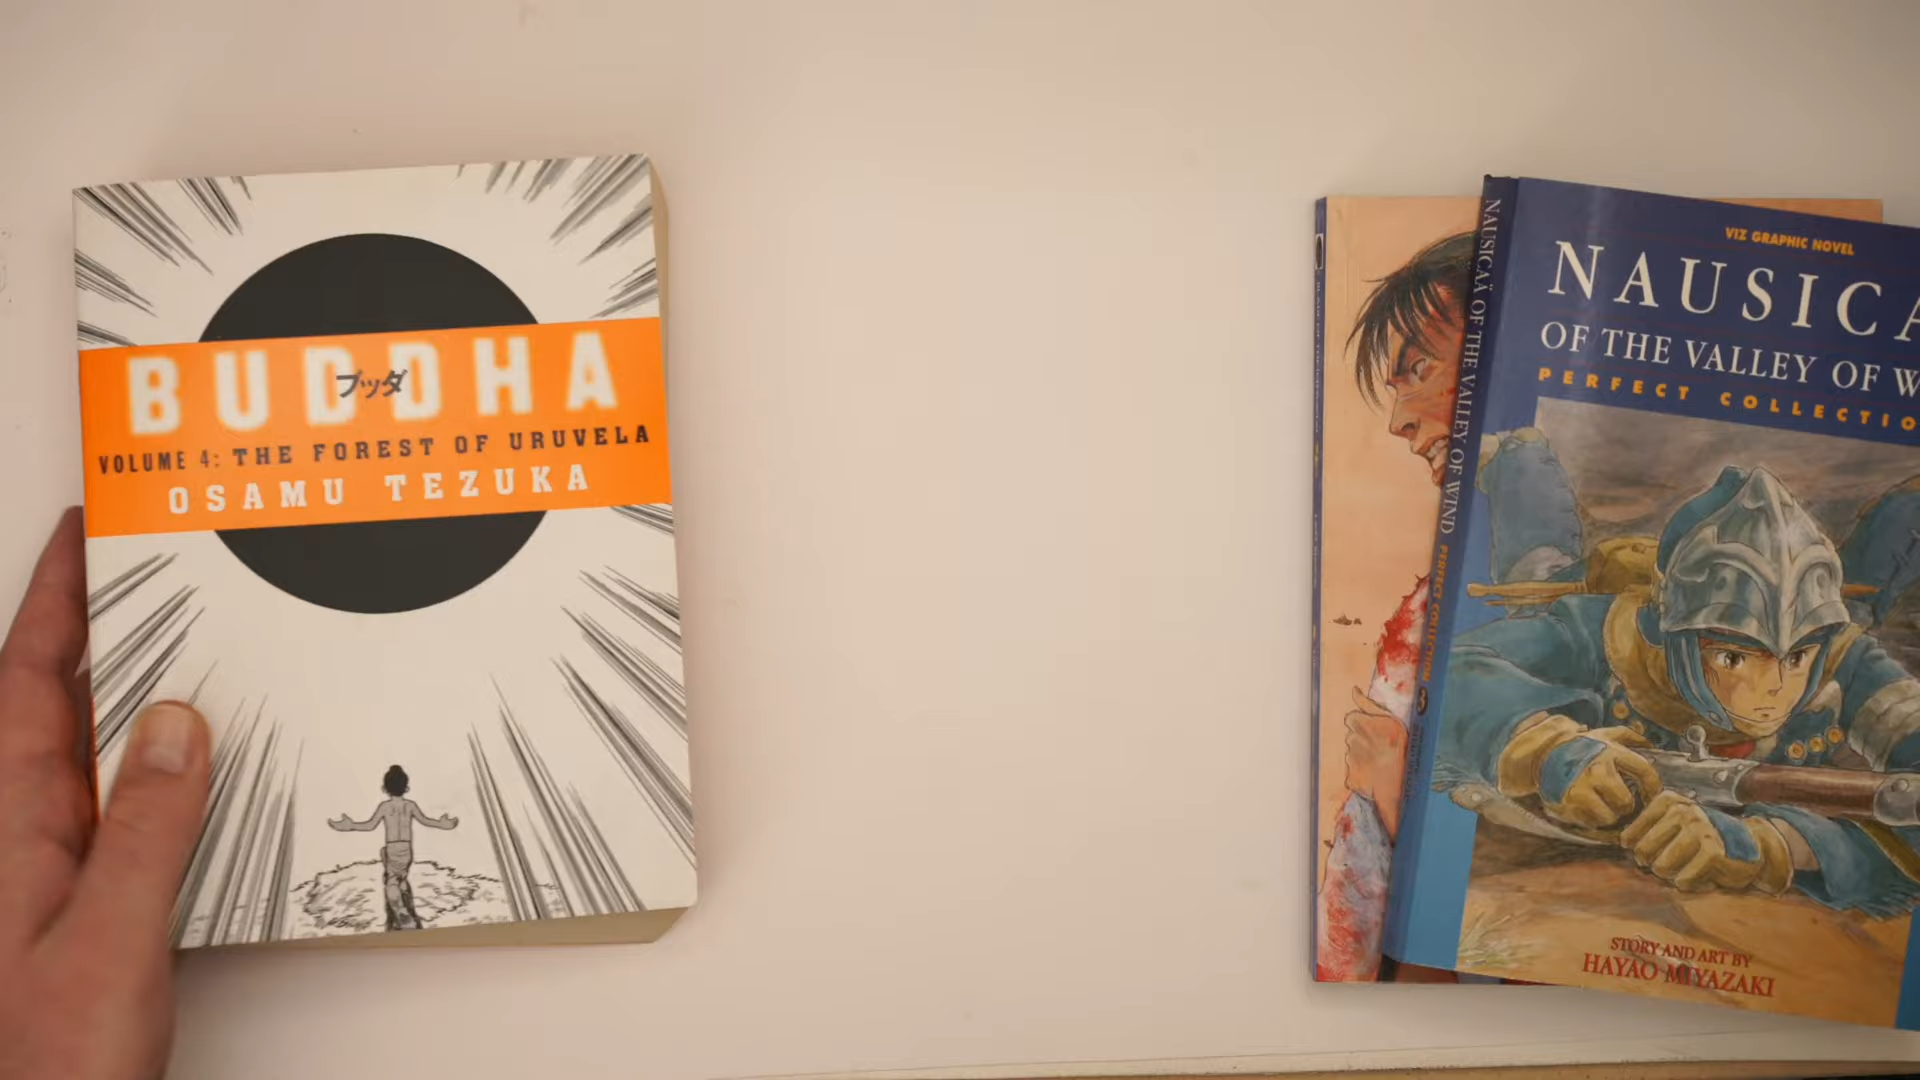 BUDDHA
ブッダ
VOLUME 4: THE FOREST OF URUVELA
OSAMU TEZUKA
NAUSICAÄ OF THE VALLEY OF WIND PERFECT COLLECTION 3
VIZ GRAPHIC NOVEL
NAUSICA
OF THE VALLEY OF W
PERFECT COLLECTIO
STORY AND ART BY
HAYAO MIYAZAKI